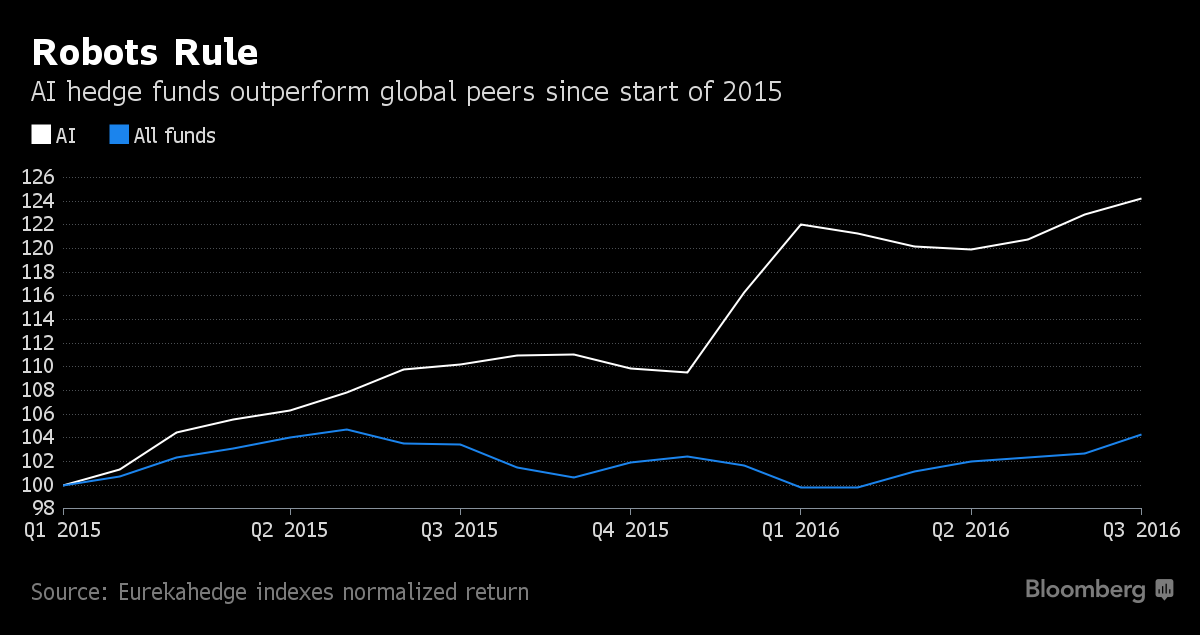 Robots Rule
AI hedge funds outperform global peers since start of 2015
AI All funds
126
124
122
120
118
116
114
112
110
108
106
104
102
100
98
Q1 2015 Q2 2015 Q3 2015 Q4 2015 Q1 2016 Q2 2016 Q3 2016
Source: Eurekahedge indexes normalized return
Bloomberg